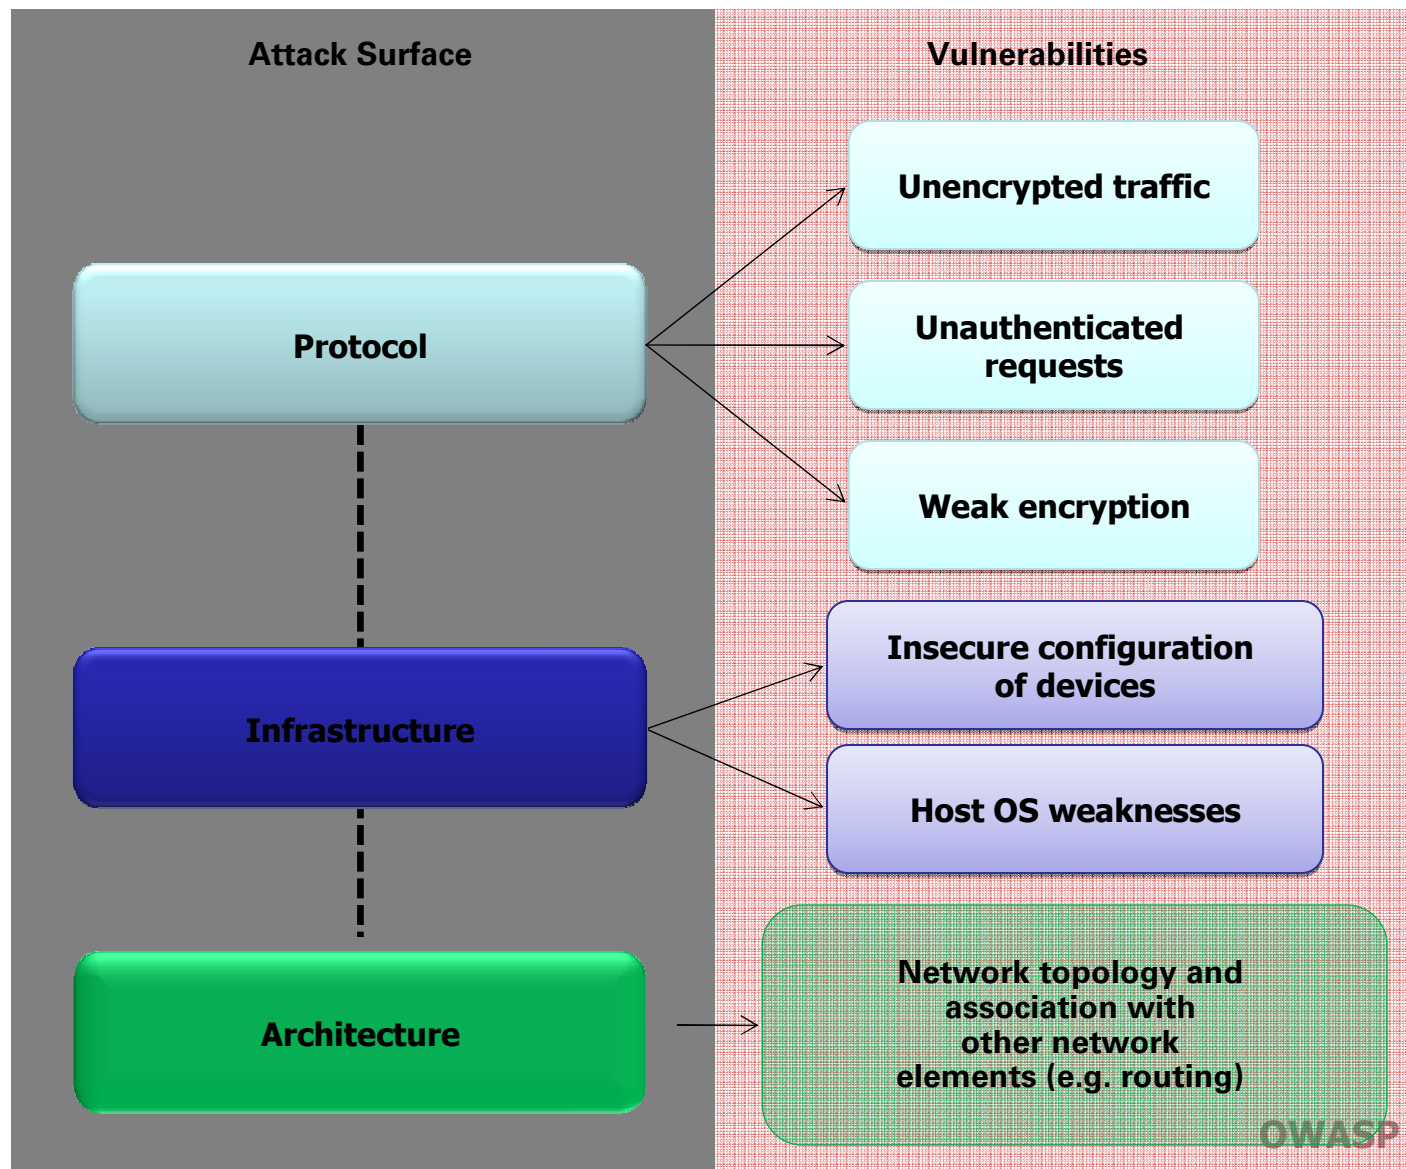 Attack Surface
Vulnerabilities
Unencrypted traffic
Protocol
Unauthenticated
requests
Weak encryption
Infrastructure
Insecure configuration
of devices
Host OS weaknesses
Architecture
Network topology and
association with
other network
elements (e.g. routing)
OWASP